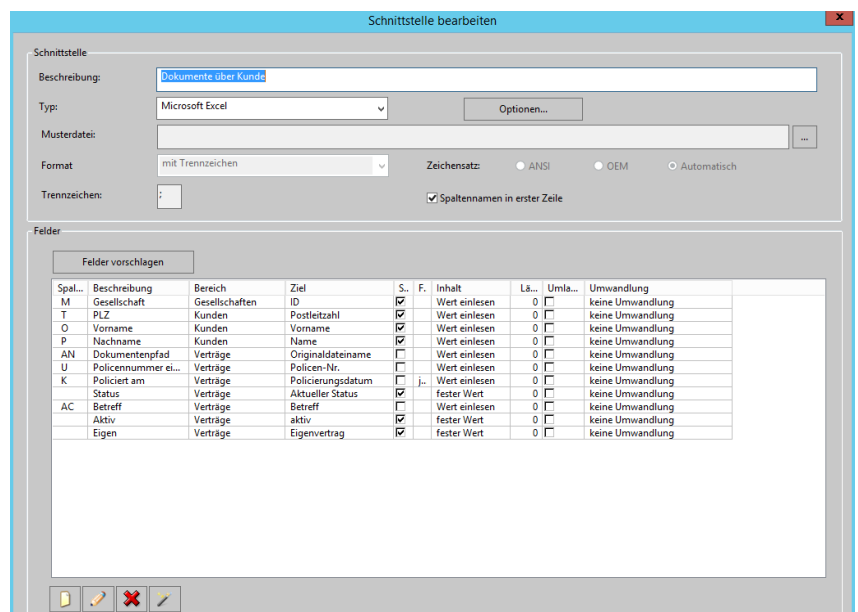 Schnittstelle bearbeiten
x
Schnittstelle
Beschreibung: Dokumente über Kunde
Typ: Microsoft Excel Optionen...
Musterdatei: ...
Format mit Trennzeichen Zeichensatz: ANSI OEM Automatisch
Trennzeichen: ; Spaltennamen in erster Zeile
Felder
Felder vorschlagen
Spal... Beschreibung Bereich Ziel S.. F. Inhalt Lä... Umla... Umwandlung
M Gesellschaft Gesellschaften ID Wert einlesen 0 keine Umwandlung
T PLZ Kunden Postleitzahl Wert einlesen 0 keine Umwandlung
O Vorname Kunden Vorname Wert einlesen 0 keine Umwandlung
P Nachname Kunden Name Wert einlesen 0 keine Umwandlung
AN Dokumentenpfad Verträge Originaldateiname Wert einlesen 0 keine Umwandlung
U Policennummer ei... Verträge Policen-Nr. Wert einlesen 0 keine Umwandlung
K Policiert am Verträge Policierungsdatum j.. Wert einlesen 0 keine Umwandlung
Status Verträge Aktueller Status fester Wert 0 keine Umwandlung
AC Betreff Verträge Betreff Wert einlesen 0 keine Umwandlung
Aktiv Verträge aktiv fester Wert 0 keine Umwandlung
Eigen Verträge Eigenvertrag fester Wert 0 keine Umwandlung